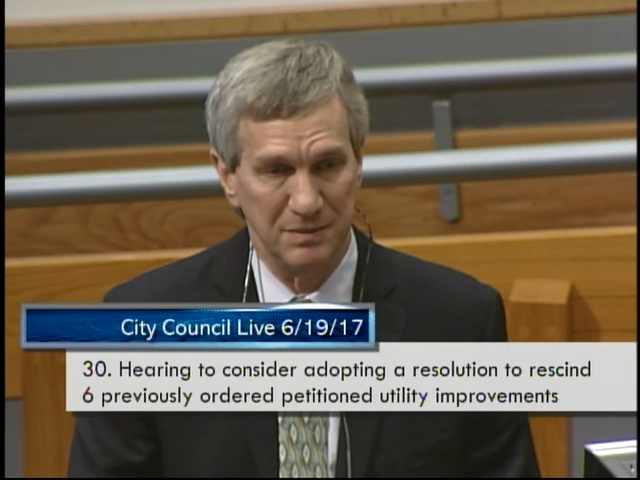 City Council Live 6/19/17
30. Hearing to consider adopting a resolution to rescind
6 previously ordered petitioned utility improvements